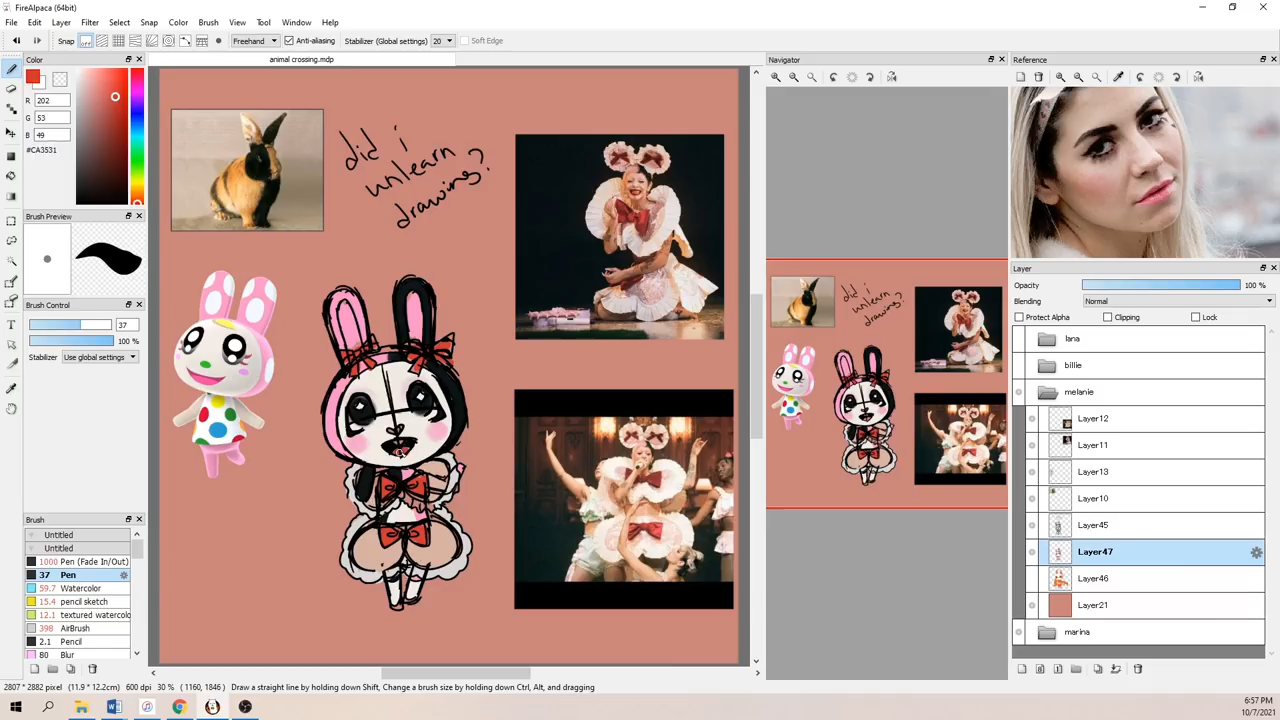 FireAlpaca (64bit)
File Edit Layer Filter Select Snap Color Brush View Tool Window Help
Snap OFF Freehand Anti-aliasing Stabilizer (Global settings) 20 Soft Edge
Color
R 202
G 53
B 49
#CA3531
Brush Preview
Brush Control
37
100 %
Stabilizer Use global settings
Brush
Untitled
Untitled
1000 Pen (Fade In/Out)
37 Pen
59.7 Watercolor
15.4 pencil sketch
12.1 textured watercolo
398 AirBrush
2.1 Pencil
80 Blur
animal crossing.mdp
did i
unlearn
drawing?
Navigator
did i
unlearn
drawing?
Reference
Layer
Opacity 100 %
Blending Normal
Protect Alpha Clipping Lock
lana
billie
melanie
Layer12
Layer11
Layer13
Layer10
Layer45
Layer47
Layer46
Layer21
marina
2807 * 2882 pixel (11.9 * 12.2cm) 600 dpi 30 % ( 1160, 1846 ) Draw a straight line by holding down Shift, Change a brush size by holding down Ctrl, Alt, and dragging
6:57 PM
10/7/2021